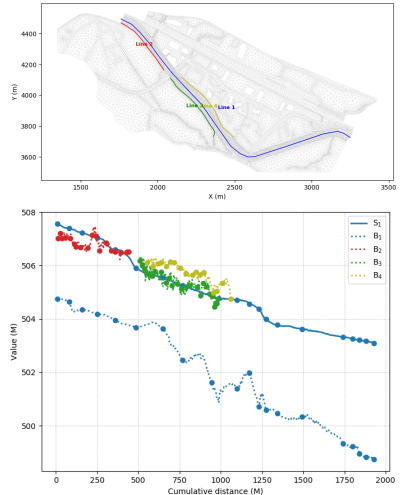 4400
4200
4000
3800
3600
Y (M)
Line 2
Line 3
Line 1
1500
2000
2500
3000
3500
X (M)
508
506
504
502
500
Value (M)
S1
B1
B2
B3
B4
0
250
500
750
1000
1250
1500
1750
2000
Cumulative distance (M)